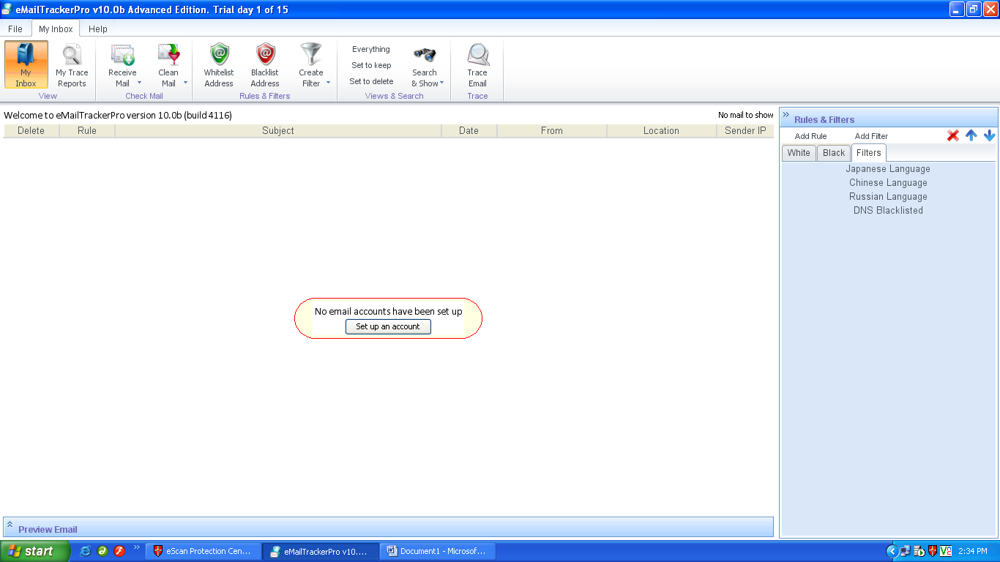 eMailTrackerPro v10.0b Advanced Edition. Trial day 1 of 15
File My Inbox Help
My Inbox
My Trace Reports
View
Receive Mail
Clean Mail
Check Mail
Whitelist Address
Blacklist Address
Create Filter
Rules & Filters
Everything
Set to keep
Set to delete
Search & Show
Views & Search
Trace Email
Trace
Welcome to eMailTrackerPro version 10.0b (build 4116)
No mail to show
Delete Rule Subject Date From Location Sender IP
No email accounts have been set up
Set up an account
Preview Email
Rules & Filters
Add Rule Add Filter
White Black Filters
Japanese Language
Chinese Language
Russian Language
DNS Blacklisted
start
eScan Protection Cen...
eMailTrackerPro v10....
Document1 - Microsof...
V2
2:34 PM